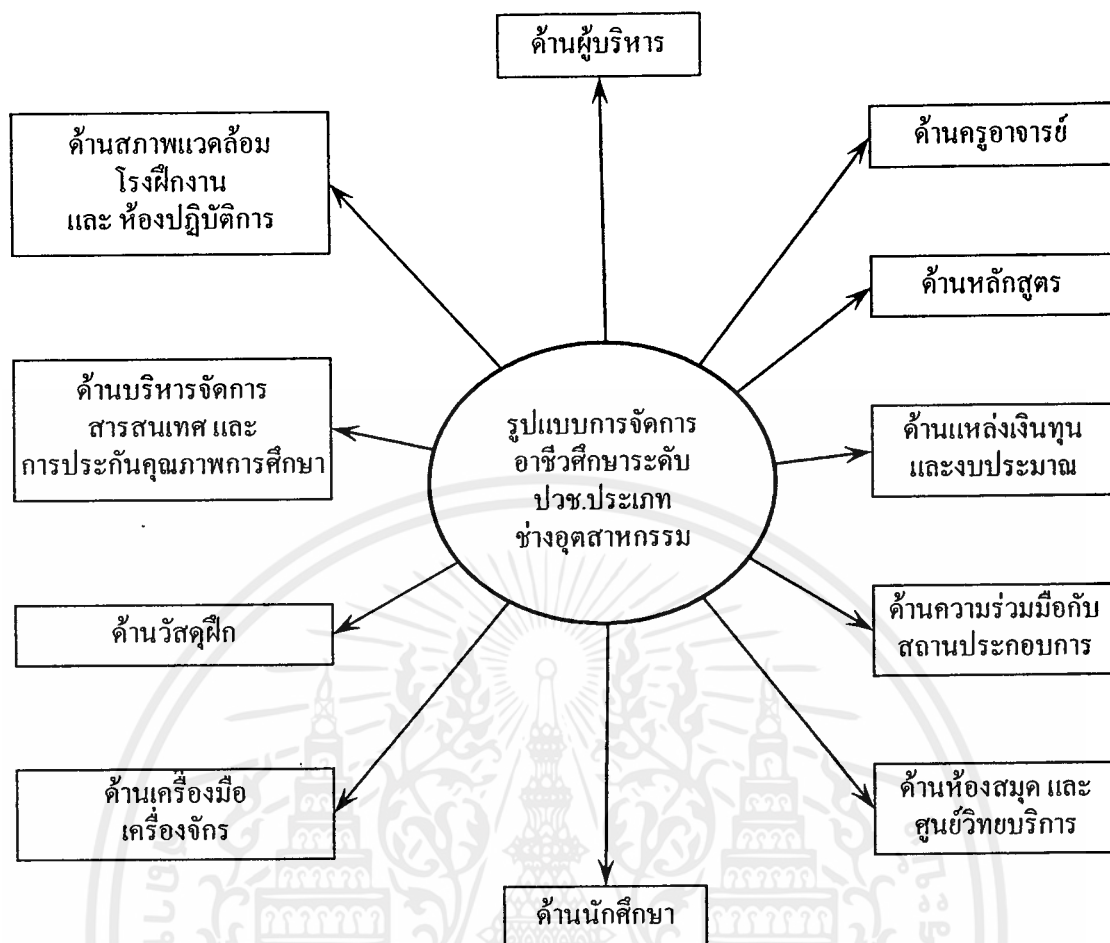 ด้านผู้บริหาร
ด้านครูอาจารย์
ด้านสภาพแวดล้อม
โรงฝึกงาน
และ ห้องปฏิบัติการ
ด้านหลักสูตร
ด้านบริหารจัดการ
สารสนเทศ และ
การประกันคุณภาพการศึกษา
รูปแบบการจัดการ
อาชีวศึกษาระดับ
ปวช.ประเภท
ช่างอุตสาหกรรม
ด้านแหล่งเงินทุน
และงบประมาณ
ด้านวัสดุฝึก
ด้านความร่วมมือกับ
สถานประกอบการ
ด้านเครื่องมือ
เครื่องจักร
ด้านห้องสมุด และ
ศูนย์วิทยบริการ
ด้านนักศึกษา